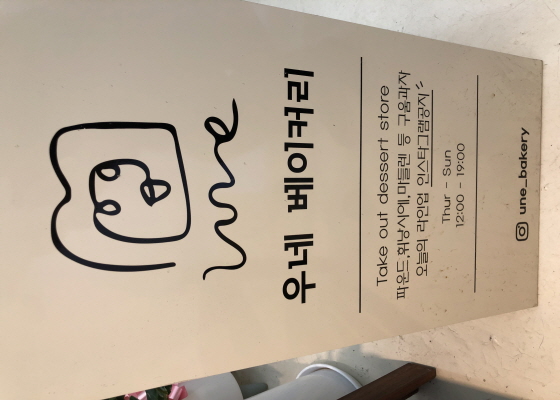 une
우네 베이커리
Take out dessert store
파운드,휘낭시에,마들렌 등 구움과자
오늘의 라인업 인스타그램공지
Thur - Sun
12:00 - 19:00
une_bakery